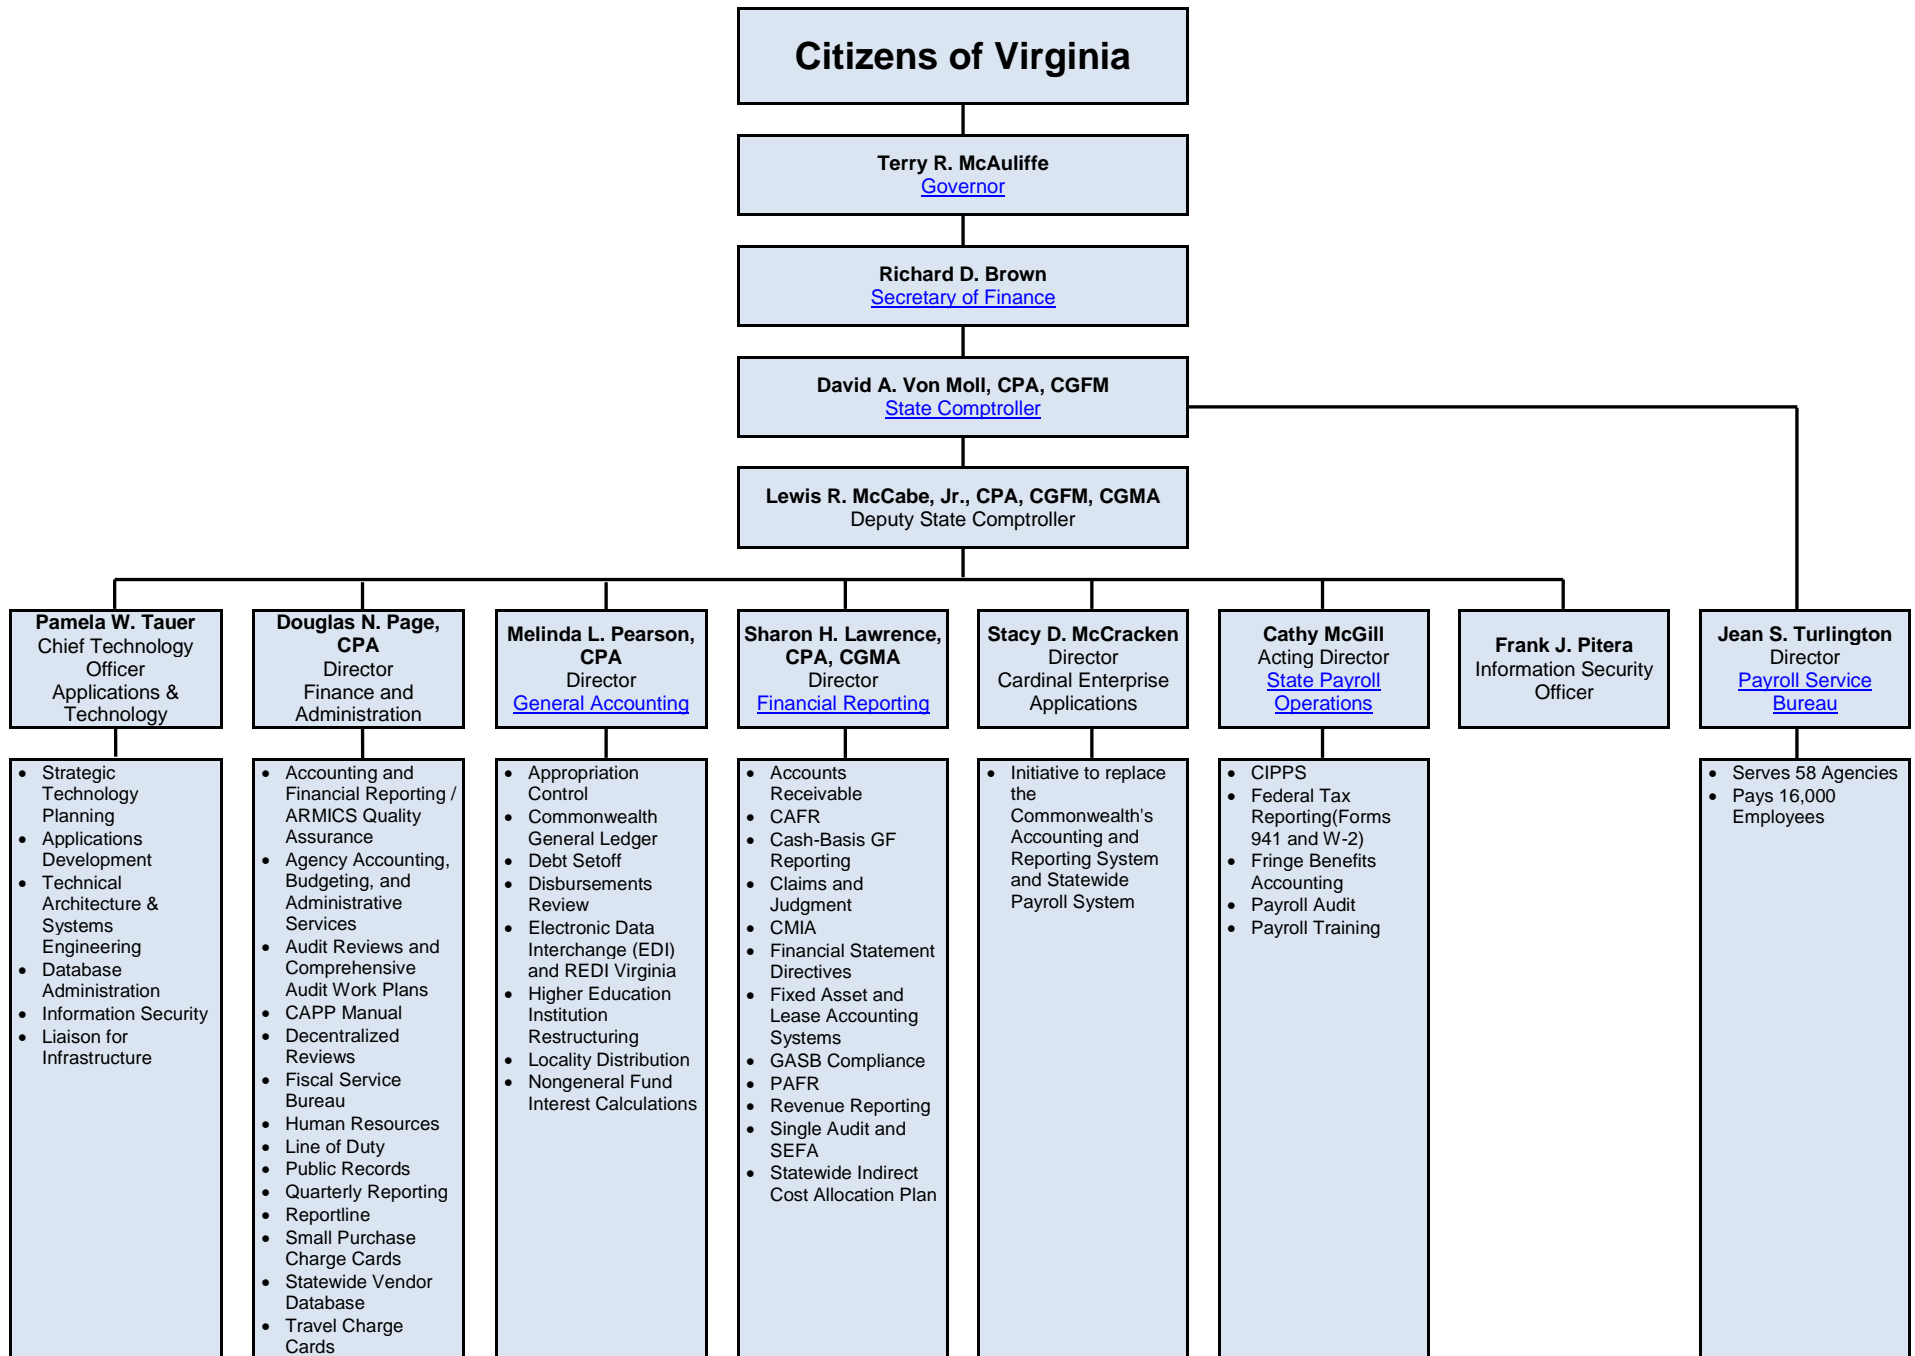 Citizens of Virginia
Terry R. McAuliffe
Governor
Richard D. Brown
Secretary of Finance
David A. Von Moll, CPA, CGFM
State Comptroller
Lewis R. McCabe, Jr., CPA, CGFM, CGMA
Deputy State Comptroller
Pamela W. Tauer
Chief Technology
Officer
Applications &
Technology
Douglas N. Page,
CPA
Director
Finance and
Administration
Melinda L. Pearson,
CPA
Director
General Accounting
Sharon H. Lawrence,
CPA, CGMA
Director
Financial Reporting
Stacy D. McCracken
Director
Cardinal Enterprise
Applications
Cathy McGill
Acting Director
State Payroll
Operations
Frank J. Pitera
Information Security
Officer
Jean S. Turlington
Director
Payroll Service
Bureau
• Strategic
Technology
Planning
• Applications
Development
• Technical
Architecture &
Systems
Engineering
• Database
Administration
• Information Security
• Liaison for
Infrastructure
• Accounting and
Financial Reporting /
ARMICS Quality
Assurance
• Agency Accounting,
Budgeting, and
Administrative
Services
• Audit Reviews and
Comprehensive
Audit Work Plans
• CAPP Manual
• Decentralized
Reviews
• Fiscal Service
Bureau
• Human Resources
• Line of Duty
• Public Records
• Quarterly Reporting
• Reportline
• Small Purchase
Charge Cards
• Statewide Vendor
Database
• Travel Charge
Cards
• Appropriation
Control
• Commonwealth
General Ledger
• Debt Setoff
• Disbursements
Review
• Electronic Data
Interchange (EDI)
and REDI Virginia
• Higher Education
Institution
Restructuring
• Locality Distribution
• Nongeneral Fund
Interest Calculations
• Accounts
Receivable
• CAFR
• Cash-Basis GF
Reporting
• Claims and
Judgment
• CMIA
• Financial Statement
Directives
• Fixed Asset and
Lease Accounting
Systems
• GASB Compliance
• PAFR
• Revenue Reporting
• Single Audit and
SEFA
• Statewide Indirect
Cost Allocation Plan
• Initiative to replace
the
Commonwealth's
Accounting and
Reporting System
and Statewide
Payroll System
• CIPPS
• Federal Tax
Reporting(Forms
941 and W-2)
• Fringe Benefits
Accounting
• Payroll Audit
• Payroll Training
• Serves 58 Agencies
• Pays 16,000
Employees